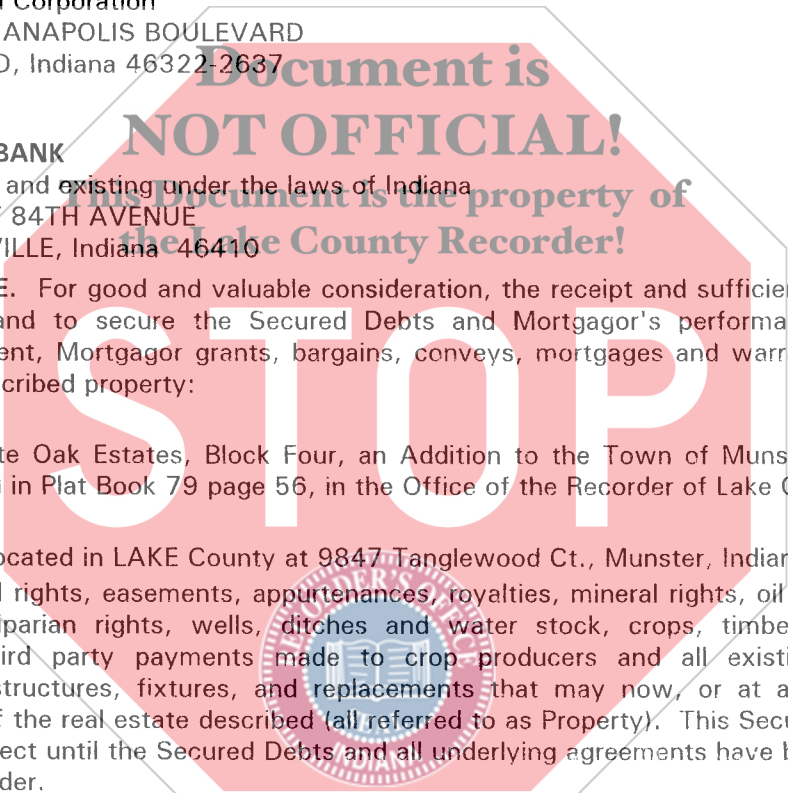 Corporation
ANAPOLIS BOULEVARD
D, Indiana 46322-2637
Document is
NOT OFFICIAL!
BANK
and existing under the laws of Indiana
This Document is the property of
84TH AVENUE
VILLE, Indiana 46410
the Lake County Recorder!
E. For good and valuable consideration, the receipt and sufficie
and to secure the Secured Debts and Mortgagor's performa
ent, Mortgagor grants, bargains, conveys, mortgages and warr
cribed property:
STOP
te Oak Estates, Block Four, an Addition to the Town of Muns
in Plat Book 79 page 56, in the Office of the Recorder of Lake C
ocated in LAKE County at 9847 Tanglewood Ct., Munster, Indian
l rights, easements, appurtenances, royalties, mineral rights, oil
iparian rights, wells, ditches and water stock, crops, timbe
ird party payments made to crop producers and all existi
structures, fixtures, and replacements that may now, or at a
f the real estate described (all referred to as Property). This Secu
ect until the Secured Debts and all underlying agreements have b
der.
RECORDER'S OFFICE
INDIANA